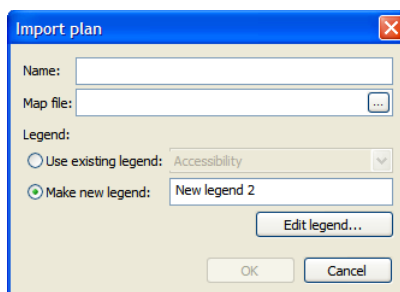 Import plan
Name:
Map file: ...
Legend:
Use existing legend: Accessibility
Make new legend: New legend 2
Edit legend...
OK Cancel